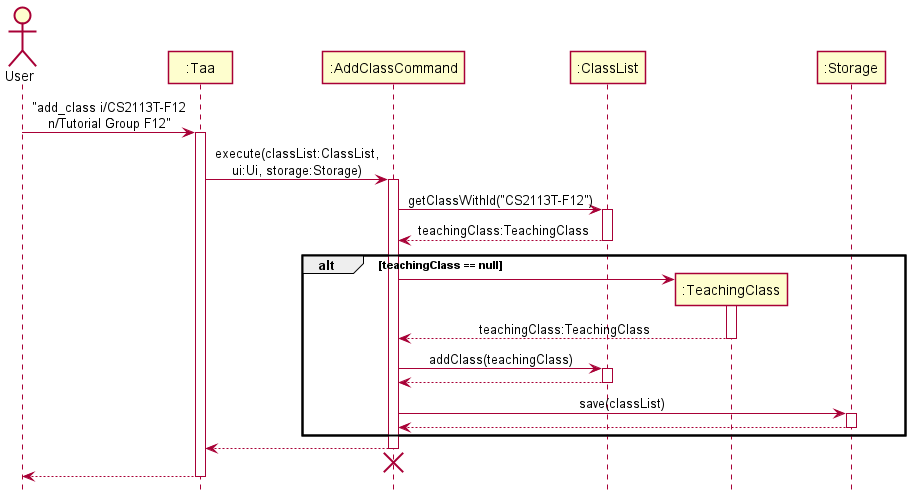 User
:Taa
:AddClassCommand
:ClassList
:Storage
"add_class i/CS2113T-F12
n/Tutorial Group F12"
execute(classList:ClassList,
ui:Ui, storage:Storage)
getClassWithId("CS2113T-F12")
teachingClass:TeachingClass
alt
[teachingClass == null]
:TeachingClass
teachingClass:TeachingClass
addClass(teachingClass)
save(classList)